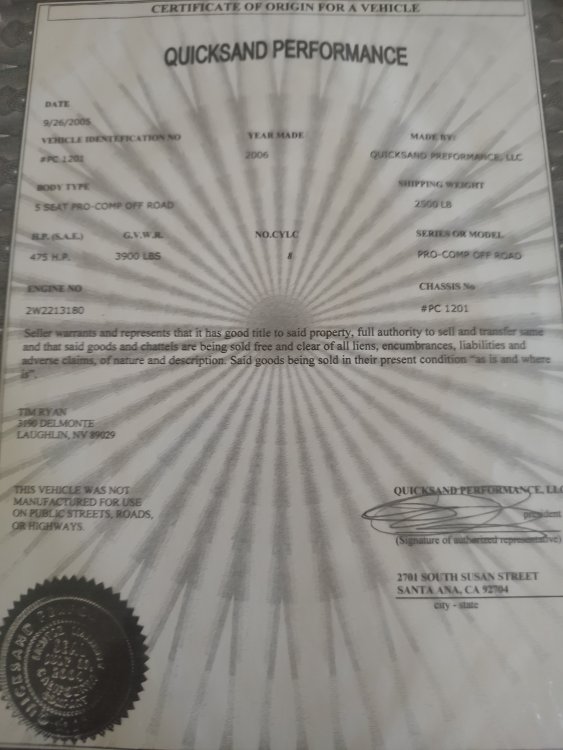 CERTIFICATE OF ORIGIN FOR A VEHICLE
QUICKSAND PERFORMANCE
DATE
9/26/2005
VEHICLE IDENTEFICATION NO YEAR MADE MADE BY:
#PC 1201 2006 QUICKSAND PREFORMANCE, LLC
BODY TYPE SHIPPING WEIGHT
5 SEAT PRO-COMP OFF ROAD 2500 LB
H.P. (S.A.E.) G.V.W.R. NO.CYLC SERIES OR MODEL
475 H.P. 3900 LBS 8 PRO-COMP OFF ROAD
ENGINE NO CHASSIS No
2W2213180 #PC 1201
Seller warrants and represents that it has good title to said property, full authority to sell and transfer same
and that said goods and chattels are being sold free and clear of all liens, encumbrances, liabilities and
adverse claims, of nature and description. Said goods being sold in their present condition "as is and where
is".
TIM RYAN
3990 DELMONTE
LAUGHLIN, NV 89029
THIS VEHICLE WAS NOT
MANUFACTURED FOR USE
ON PUBLIC STREETS, ROADS,
OR HIGHWAYS.
QUICKSAND PERFORMANCE, LLC
president
(Signature of authorized representative)
2701 SOUTH SUSAN STREET
SANTA ANA, CA 92704
city - state
QUICKSAND
SEAL